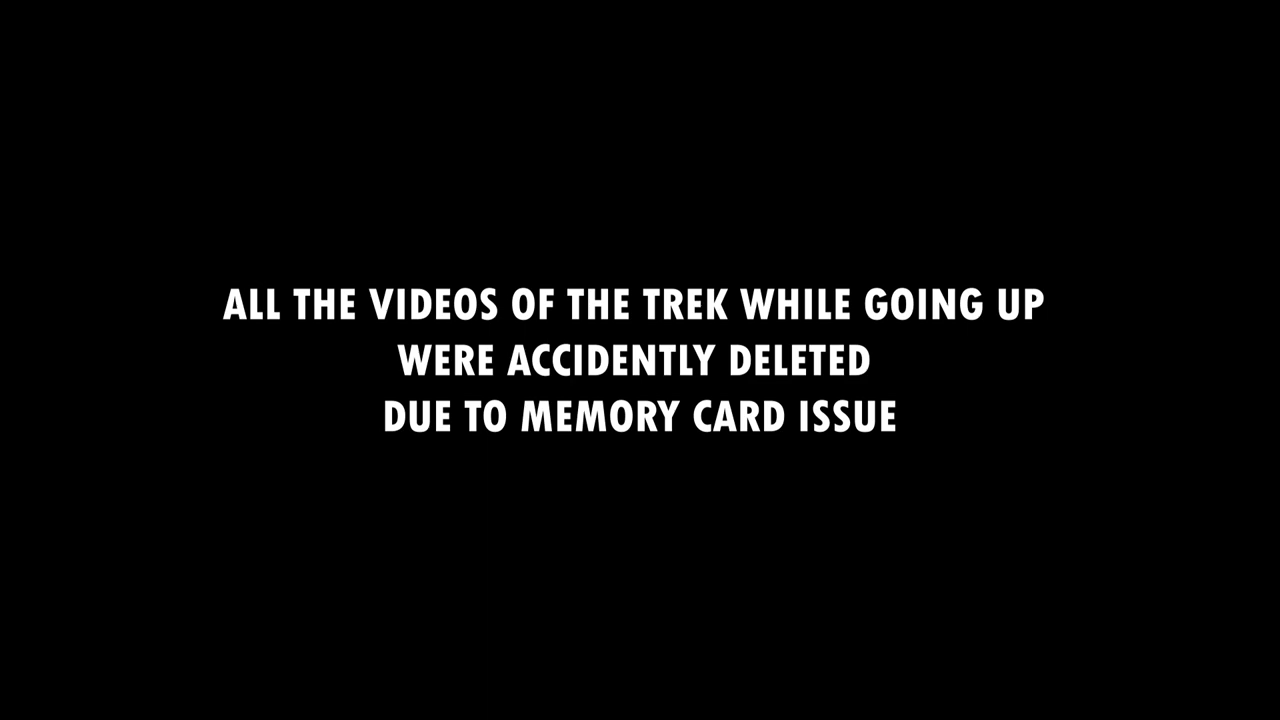 ALL THE VIDEOS OF THE TREK WHILE GOING UP
WERE ACCIDENTLY DELETED
DUE TO MEMORY CARD ISSUE